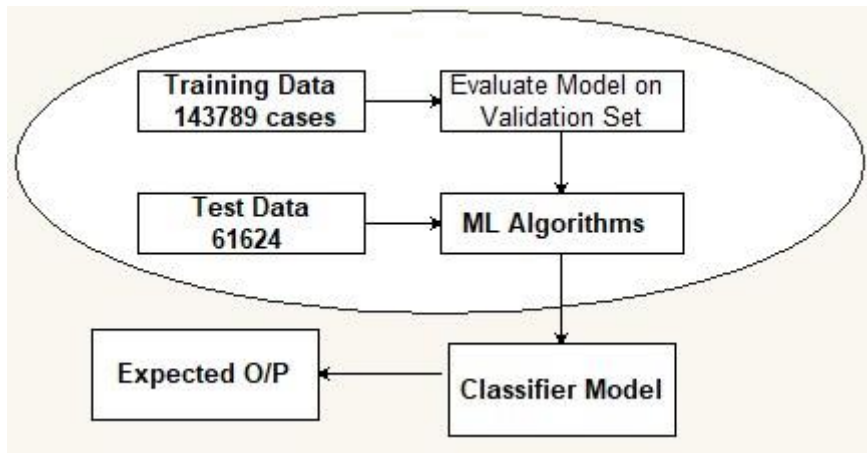 Training Data
143789 cases
Evaluate Model on
Validation Set
Test Data
61624
ML Algorithms
Expected O/P
Classifier Model